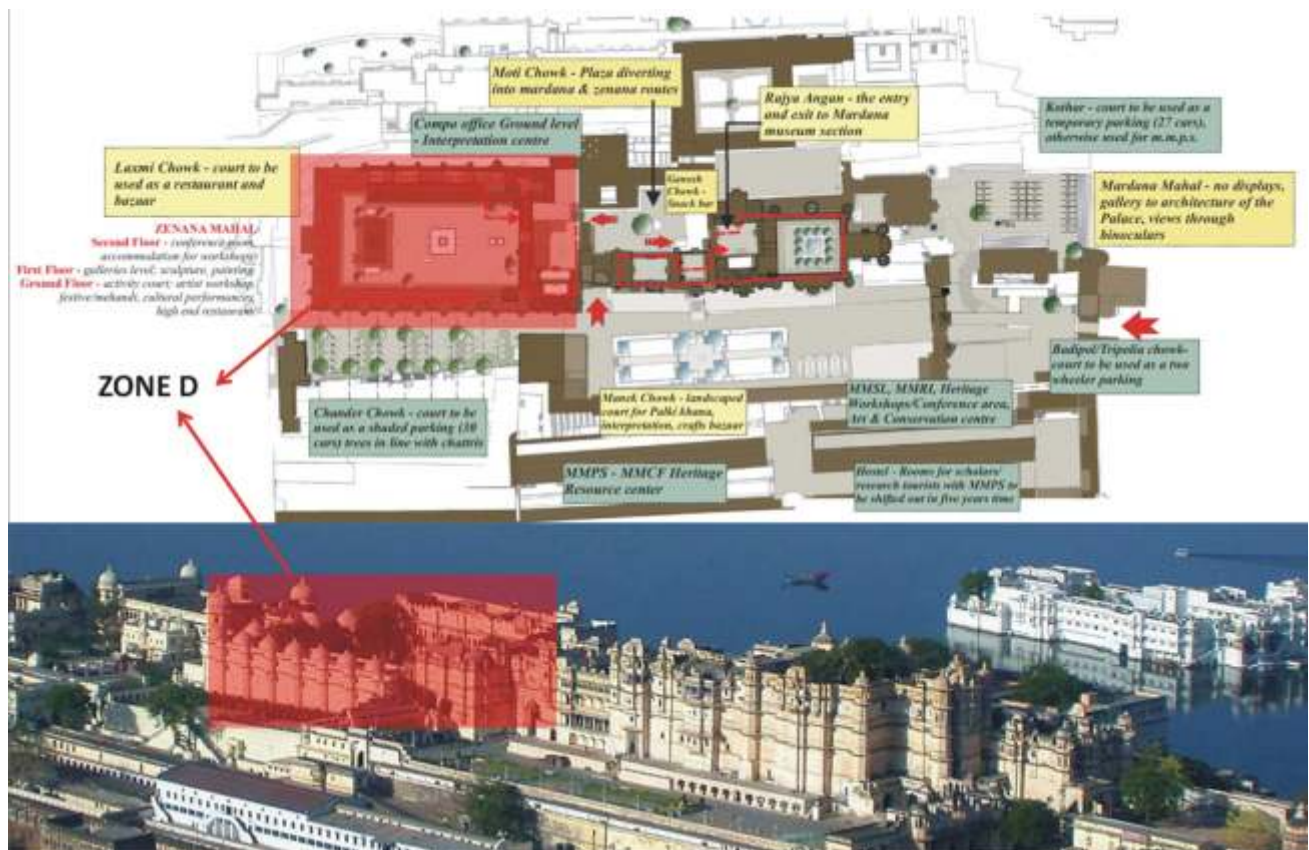 Moti Chowk - Plaza diverting
into mardana & zenana routes
Rajya Angan - the entry
and exit to Mardana
museum section
Kothar - court to be used as a
temporary parking (27 cars),
otherwise used for m.m.p.s.
Compa office Ground level
- Interpretation centre
Laxmi Chowk - court to be
used as a restaurant and
bazaar
Ganesh
Chowk -
Snack bar
Mardana Mahal - no displays,
gallery to architecture of the
Palace, views through
binoculars
ZENANA MAHAL
Second Floor - conference room,
accommodation for workshops
First Floor - galleries level: sculpture, painting
Ground Floor - activity court: artist workshop,
festive/mehandi, cultural performances,
high end restaurant
ZONE D
Chander Chowk - court to be
used as a shaded parking (30
cars) trees in line with chattris
Manek Chowk - landscaped
court for Palki khana,
interpretation, crafts bazaar
MMSL, MMRI, Heritage
Workshops/Conference area,
Art & Conservation centre
Badipol/Tripolia chowk-
court to be used as a two
wheeler parking
MMPS - MMCF Heritage
Resource center
Hostel - Rooms for scholars/
research tourists with MMPS to
be shifted out in five years time